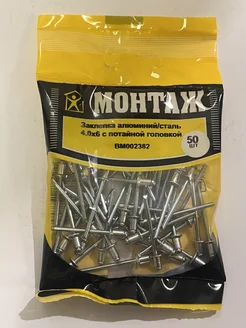 МОНТАЖ
Заклепка алюминий/сталь
4.0х6 с потайной головкой
BM002382
50
ШТ